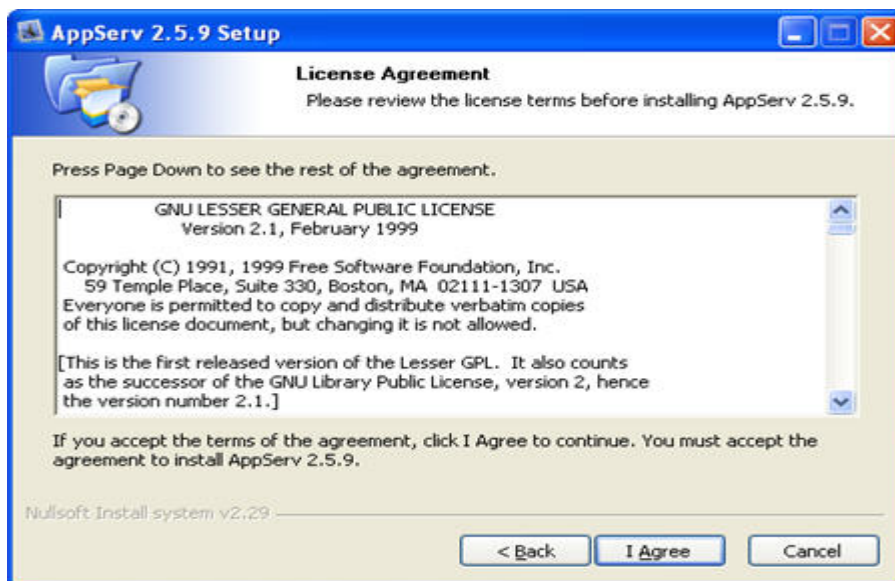 AppServ 2.5.9 Setup
License Agreement
Please review the license terms before installing AppServ 2.5.9.
Press Page Down to see the rest of the agreement.
GNU LESSER GENERAL PUBLIC LICENSE
Version 2.1, February 1999
Copyright (C) 1991, 1999 Free Software Foundation, Inc.
59 Temple Place, Suite 330, Boston, MA 02111-1307 USA
Everyone is permitted to copy and distribute verbatim copies
of this license document, but changing it is not allowed.
[This is the first released version of the Lesser GPL. It also counts
as the successor of the GNU Library Public License, version 2, hence
the version number 2.1.]
If you accept the terms of the agreement, click I Agree to continue. You must accept the
agreement to install AppServ 2.5.9.
Nullsoft Install system v2.29
< Back
I Agree
Cancel